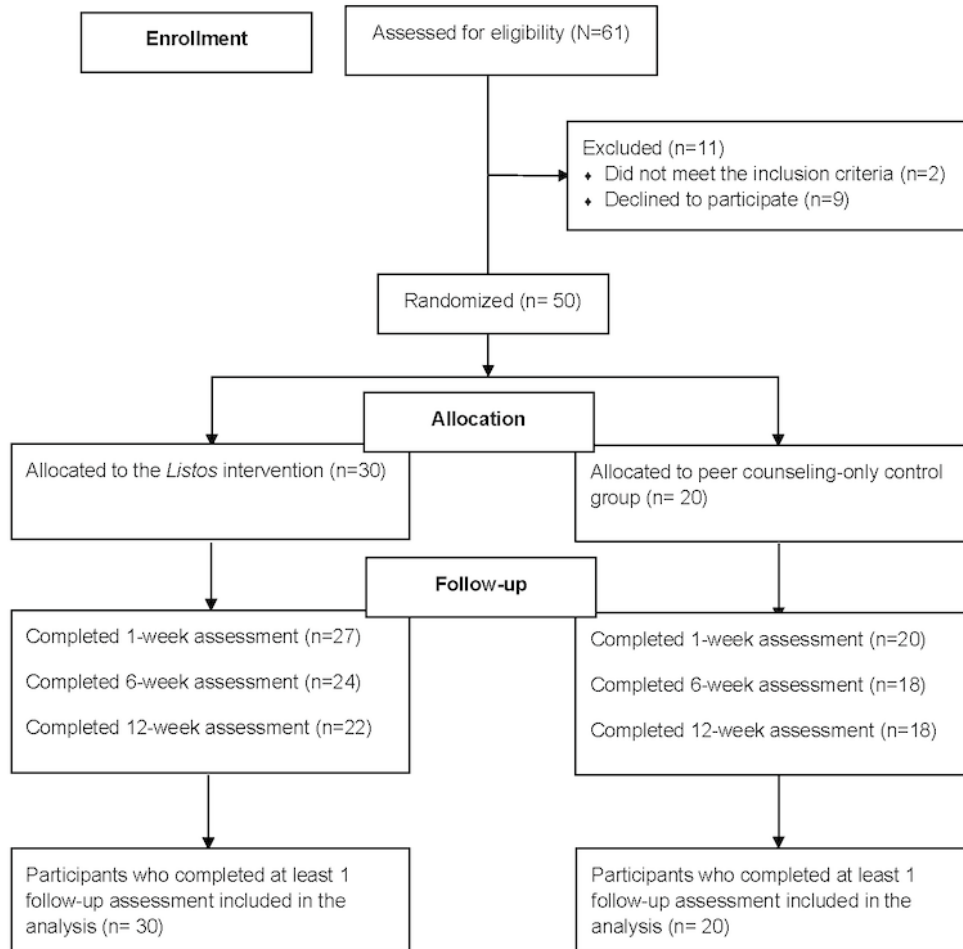 Enrollment
Assessed for eligibility (N=61)
Excluded (n=11)
♦ Did not meet the inclusion criteria (n=2)
♦ Declined to participate (n=9)
Randomized (n= 50)
Allocation
Allocated to the Listos intervention (n=30)
Allocated to peer counseling-only control
group (n= 20)
Follow-up
Completed 1-week assessment (n=27)
Completed 6-week assessment (n=24)
Completed 12-week assessment (n=22)
Completed 1-week assessment (n=20)
Completed 6-week assessment (n=18)
Completed 12-week assessment (n=18)
Participants who completed at least 1
follow-up assessment included in the
analysis (n= 30)
Participants who completed at least 1
follow-up assessment included in the
analysis (n= 20)